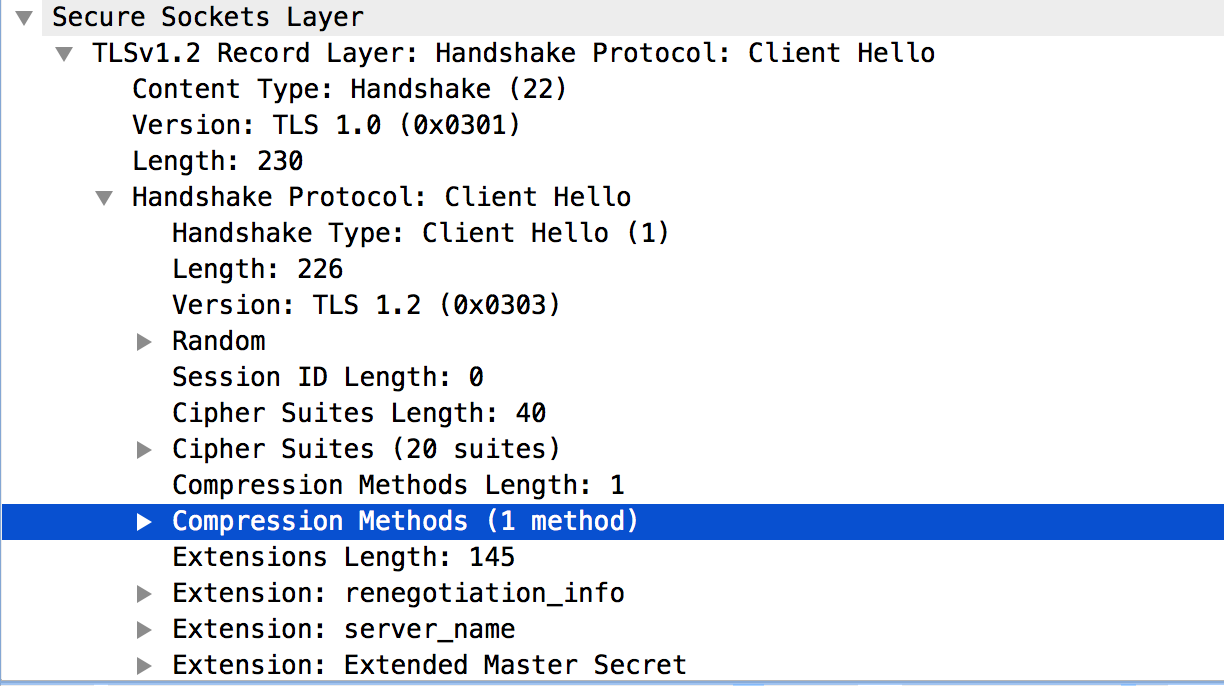 Secure Sockets Layer
TLSv1.2 Record Layer: Handshake Protocol: Client Hello
Content Type: Handshake (22)
Version: TLS 1.0 (0x0301)
Length: 230
Handshake Protocol: Client Hello
Handshake Type: Client Hello (1)
Length: 226
Version: TLS 1.2 (0x0303)
Random
Session ID Length: 0
Cipher Suites Length: 40
Cipher Suites (20 suites)
Compression Methods Length: 1
Compression Methods (1 method)
Extensions Length: 145
Extension: renegotiation_info
Extension: server_name
Extension: Extended Master Secret